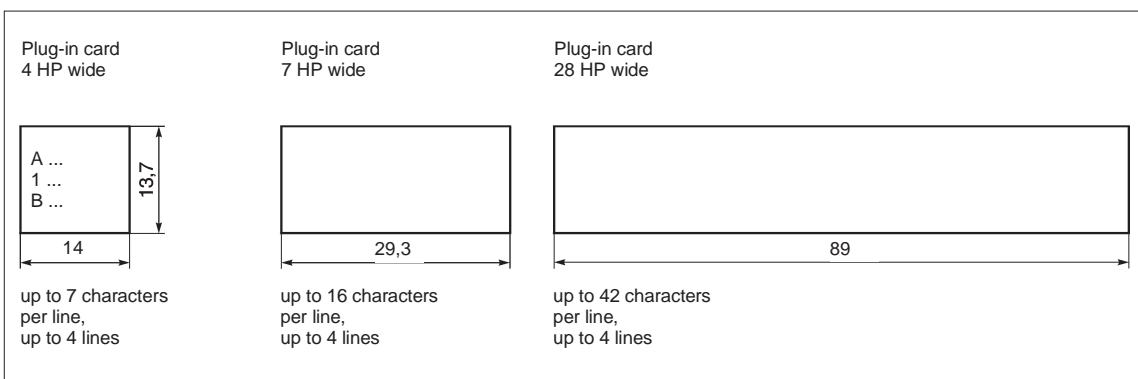 Plug-in card
4 HP wide
Plug-in card
7 HP wide
Plug-in card
28 HP wide
A ...
1 ...
B ...
13,7
14
29,3
89
up to 7 characters
per line,
up to 4 lines
up to 16 characters
per line,
up to 4 lines
up to 42 characters
per line,
up to 4 lines